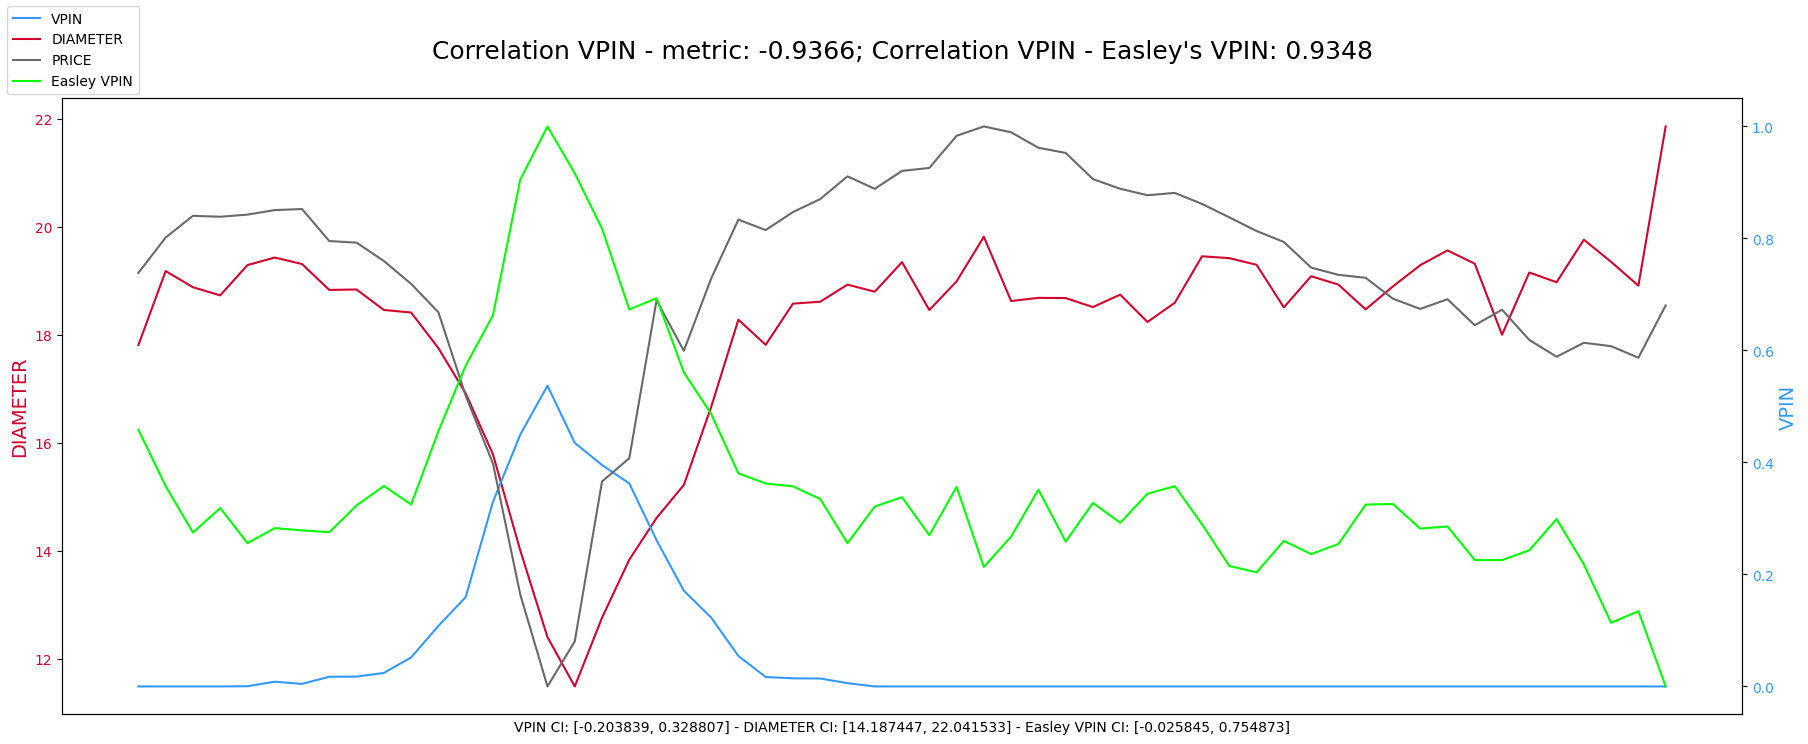 VPIN
DIAMETER
PRICE
Easley VPIN
Correlation VPIN - metric: -0.9366; Correlation VPIN - Easley's VPIN: 0.9348
22
20
18
16
14
12
DIAMETER
1.0
0.8
0.6
0.4
0.2
0.0
VPIN
VPIN CI: [-0.203839, 0.328807] - DIAMETER CI: [14.187447, 22.041533] - Easley VPIN CI: [-0.025845, 0.754873]